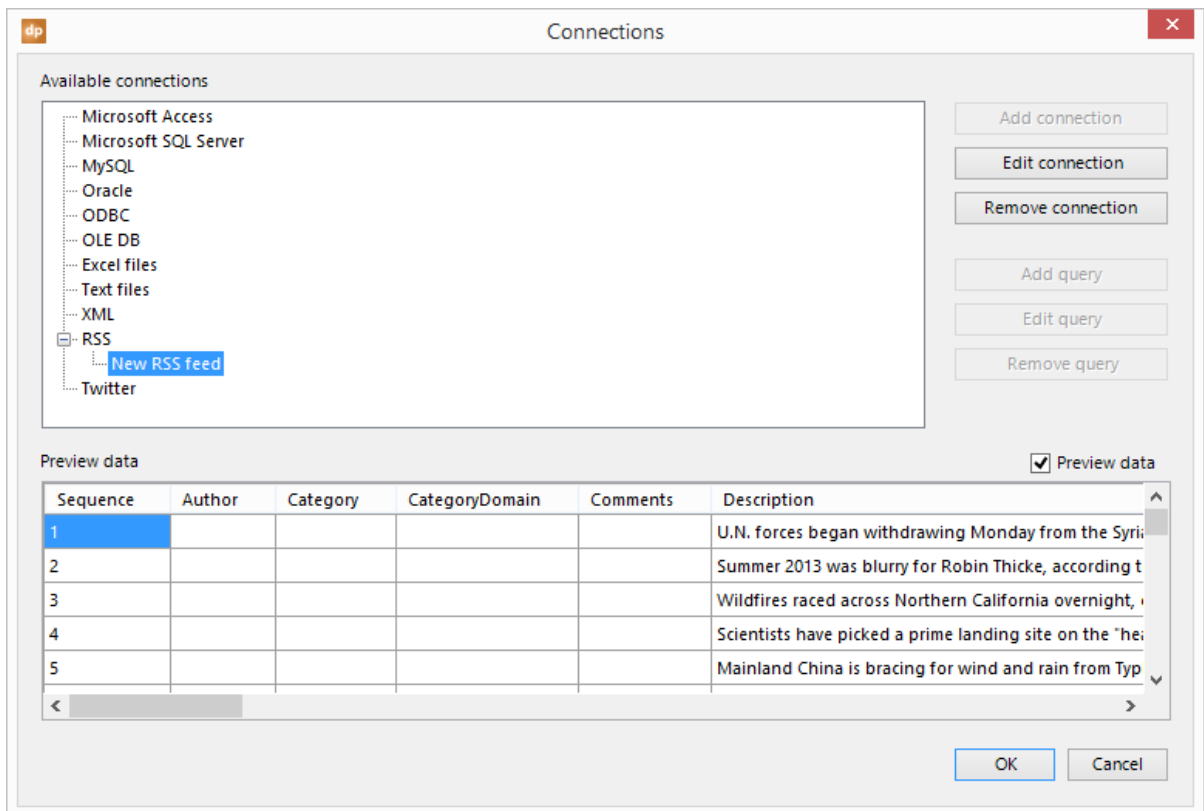 dp
Connections
Available connections
Microsoft Access
Microsoft SQL Server
MySQL
Oracle
ODBC
OLE DB
Excel files
Text files
XML
RSS
New RSS feed
Twitter
Add connection
Edit connection
Remove connection
Add query
Edit query
Remove query
Preview data
Preview data
Sequence Author Category CategoryDomain Comments Description
1 U.N. forces began withdrawing Monday from the Syria
2 Summer 2013 was blurry for Robin Thicke, according t
3 Wildfires raced across Northern California overnight,
4 Scientists have picked a prime landing site on the "hea
5 Mainland China is bracing for wind and rain from Typ
OK Cancel